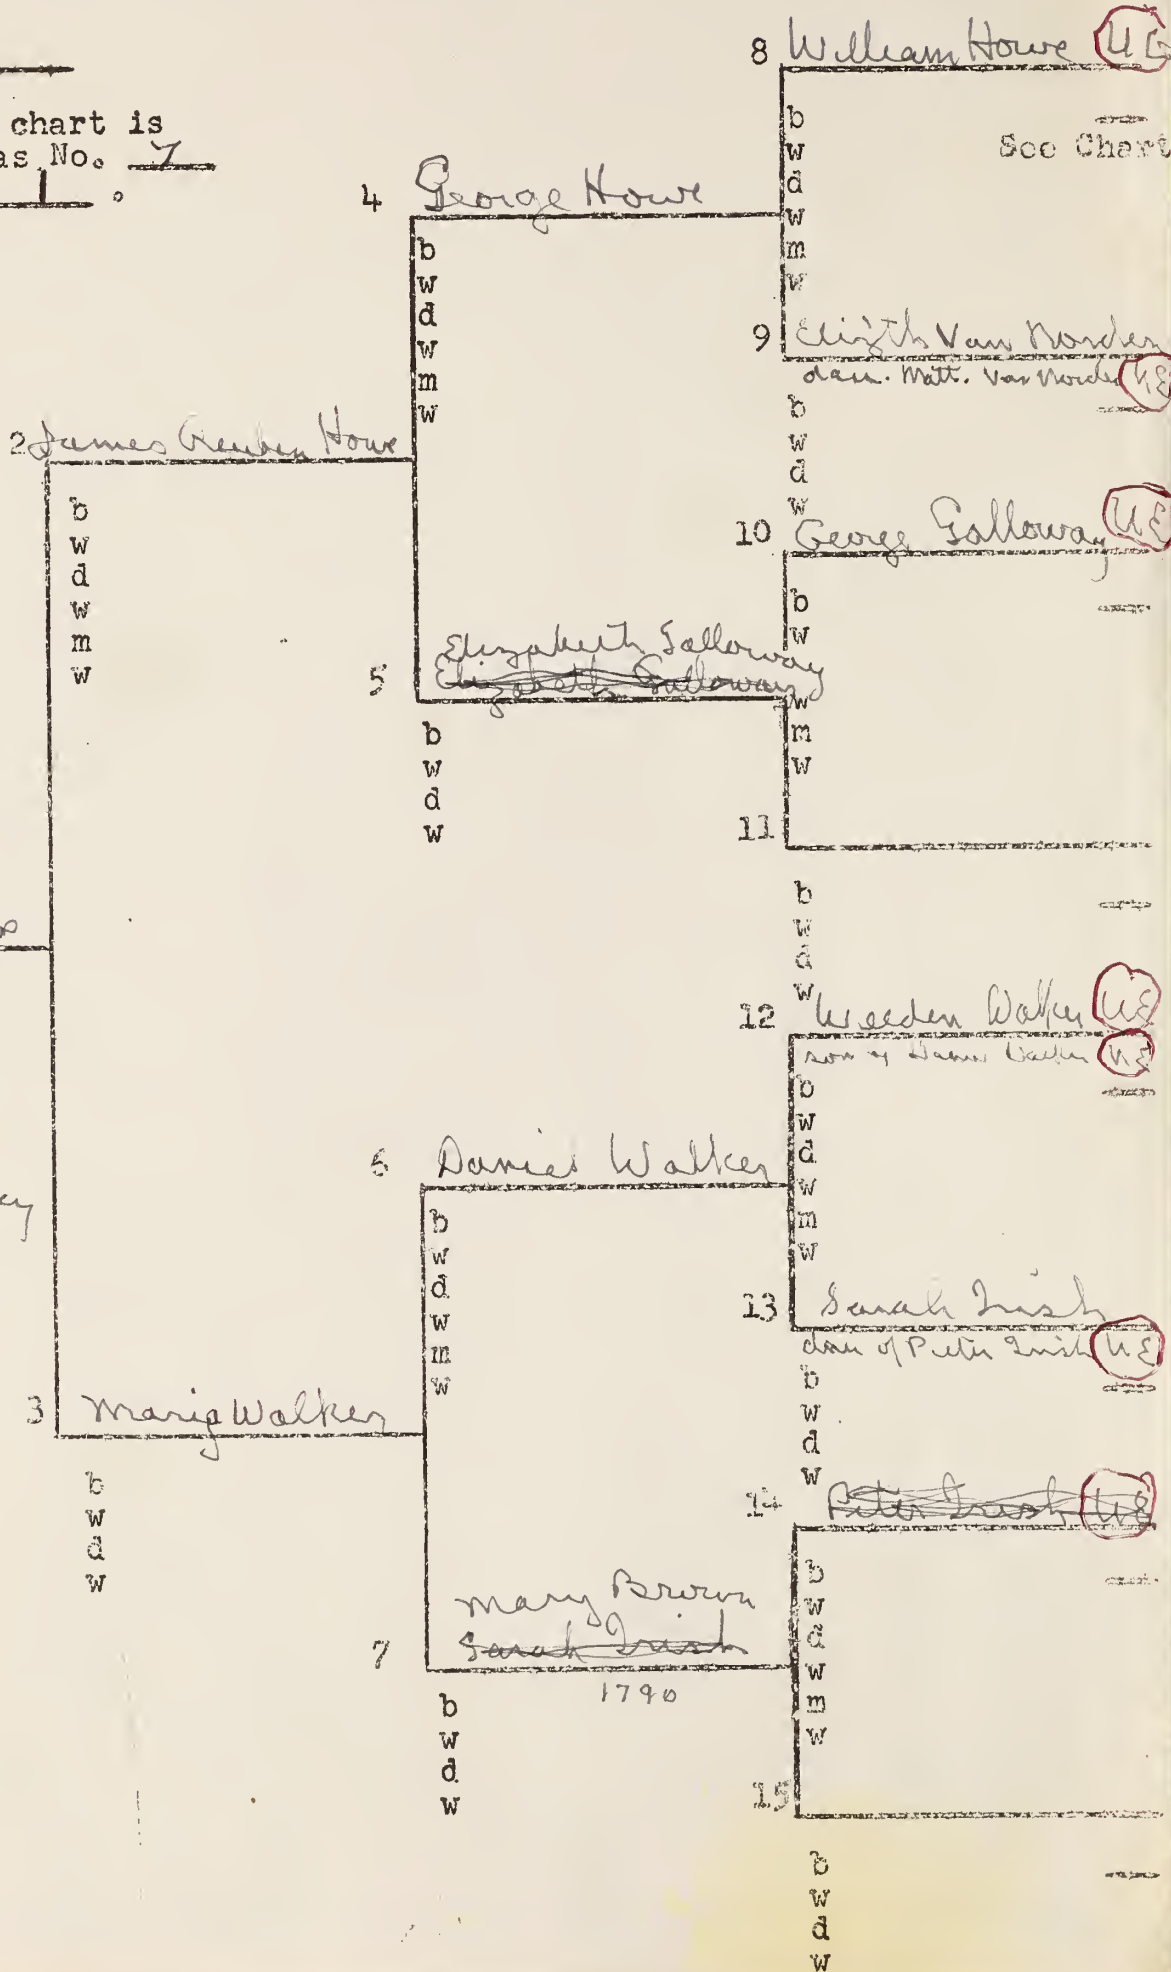 chart is
as No. 7
8 William Howe UE
b
w
d
w
m
w
See Chart
4 George Howe
b
w
d
w
m
w
9 Elizth Van Norden
dau. Matt. Van Norden UE
b
w
d
w
2 James Reuben Howe
b
w
d
w
m
w
10 George Galloway UE
b
w
w
m
w
5 Elizabeth Galloway
Elizabeth Galloway
b
w
d
w
11
b
w
d
w
12 Weeden Walker UE
son of Daniel Walker UE
b
w
d
w
m
w
6 Daniel Walker
b
w
d
w
m
w
13 Sarah Irish
dau of Peter Irish UE
b
w
d
w
3 Maria Walker
b
w
d
w
14 Peter Irish UE
b
w
d
w
m
w
7 Mary Brown
Sarah Irish
1790
b
w
d
w
15
b
w
d
w